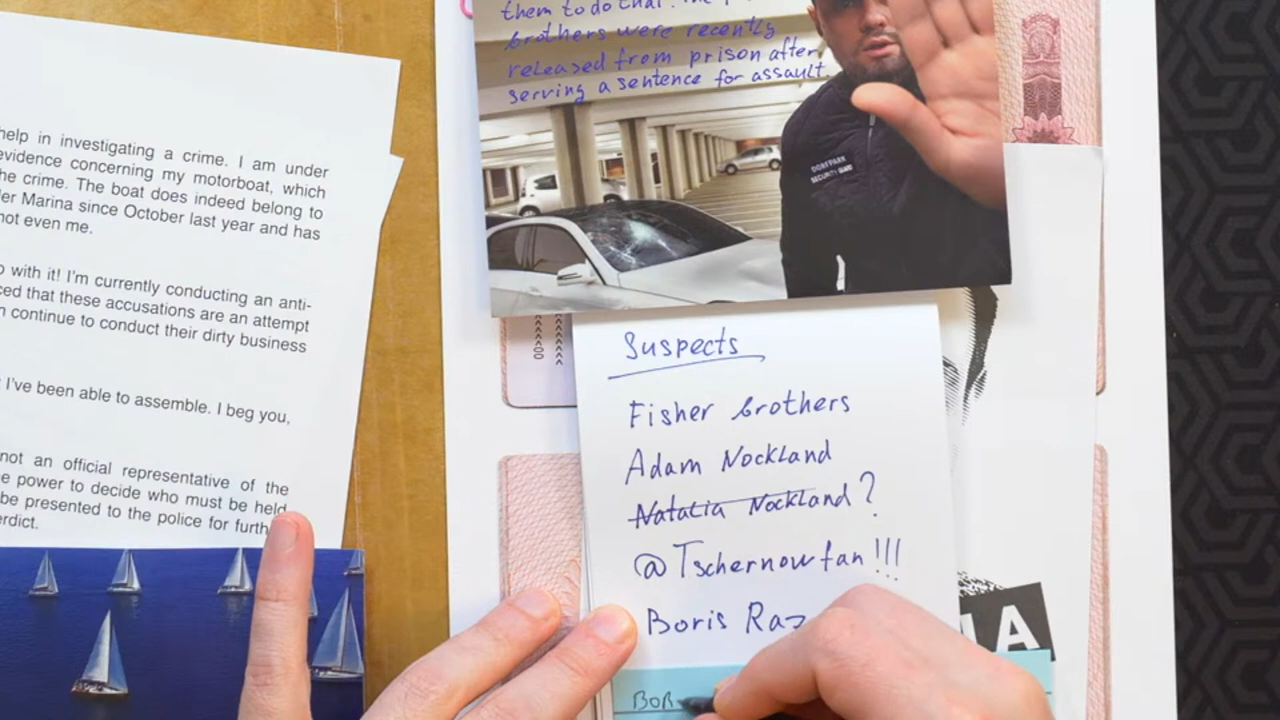 help in investigating a crime. I am under
evidence concerning my motorboat, which
he crime. The boat does indeed belong to
er Marina since October last year and has
not even me.
with it! I'm currently conducting an anti-
ced that these accusations are an attempt
continue to conduct their dirty business
I've been able to assemble. I beg you,
not an official representative of the
e power to decide who must be held
be presented to the police for furth
erdict.
them to do that. The
brothers were recently
released from prison after
serving a sentence for assault.
SECURITY GUARD
Suspects
Fisher brothers
Adam Nockland
Natalia Nockland?
@Tschernowfan!!!
Boris Raz
BOR